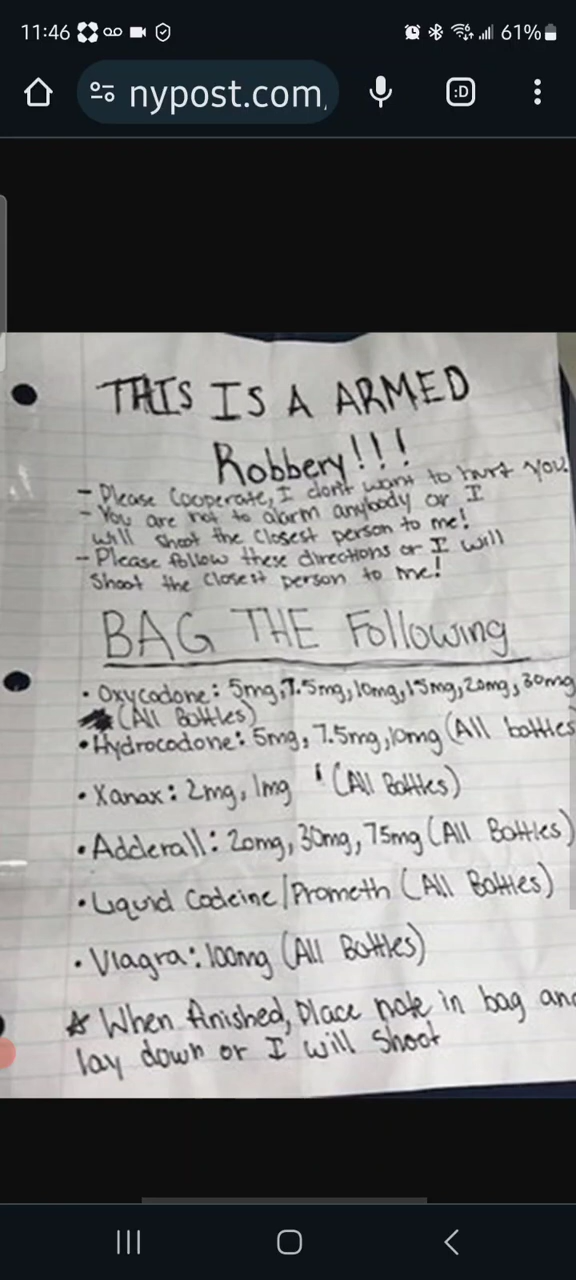 11:46
61%
nypost.com,
:D
THIS IS A ARMED
Robbery!!!
- Please Cooperate, I don't want to hurt you.
- You are not to alarm anybody or I
will shoot the closest person to me!
- Please follow these directions or I will
Shoot the closest person to me!
BAG THE Following
• Oxycodone: 5mg, 7.5mg, 10mg, 15mg, 20mg, 30mg
(All Bottles)
• Hydrocodone: 5mg, 7.5mg, 10mg (All bottles
• Xanax: 2mg, 1mg (All Bottles)
• Adderall: 20mg, 30mg, 75mg (All Bottles)
• Liquid Codeine/Prometh (All Bottles)
• Viagra: 100mg (All Bottles)
☆ When finished, Place note in bag and
lay down or I will Shoot